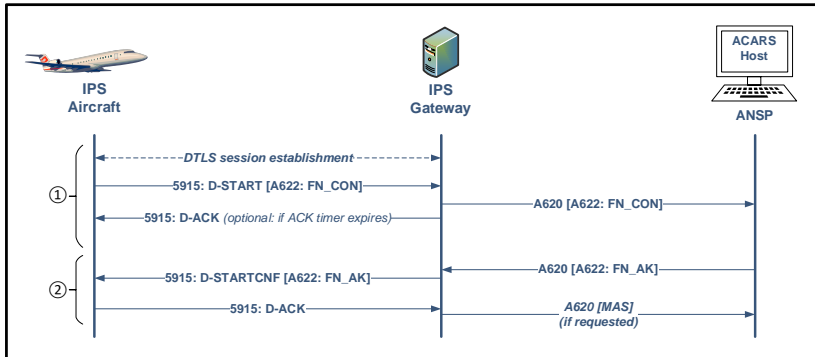 ACARS
Host
IPS
Aircraft
IPS
Gateway
ANSP
DTLS session establishment
①
5915: D-START [A622: FN_CON]
A620 [A622: FN_CON]
5915: D-ACK (optional: if ACK timer expires)
②
A620 [A622: FN_AK]
5915: D-STARTCNF [A622: FN_AK]
5915: D-ACK
A620 [MAS]
(if requested)